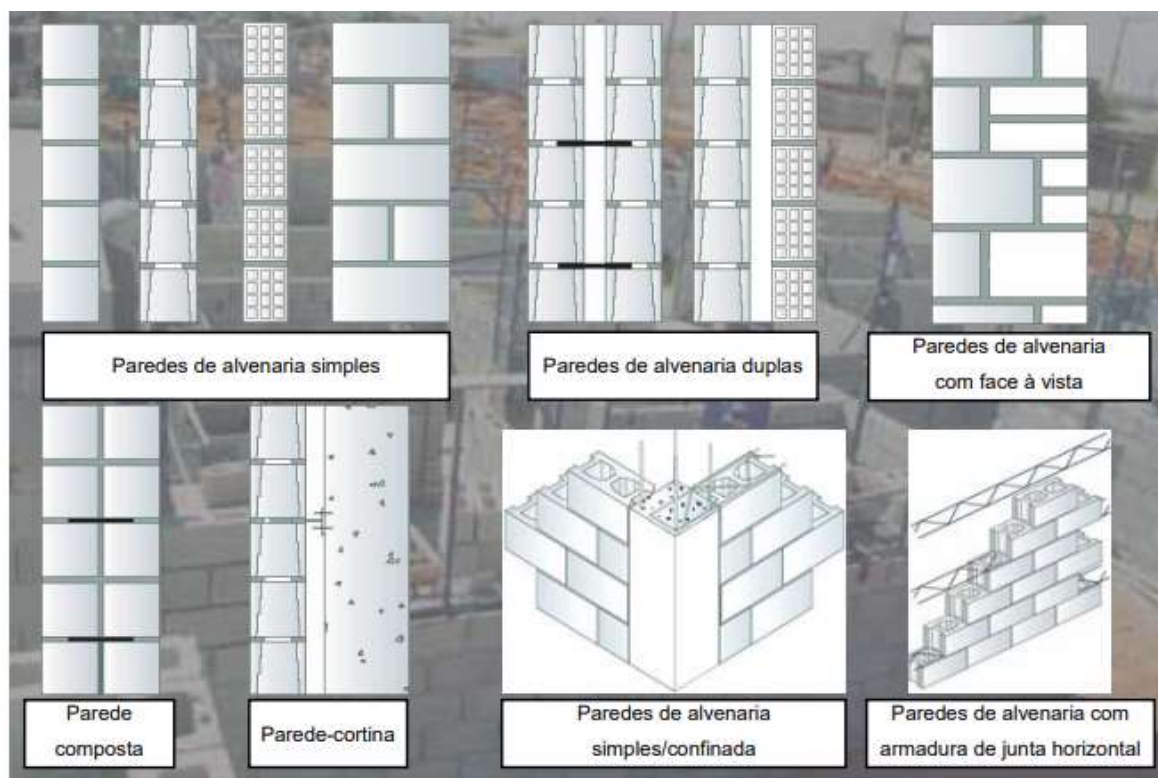 Paredes de alvenaria simples
Paredes de alvenaria duplas
Paredes de alvenaria
com face à vista
Parede
composta
Parede-cortina
Paredes de alvenaria
simples/confinada
Paredes de alvenaria com
armadura de junta horizontal